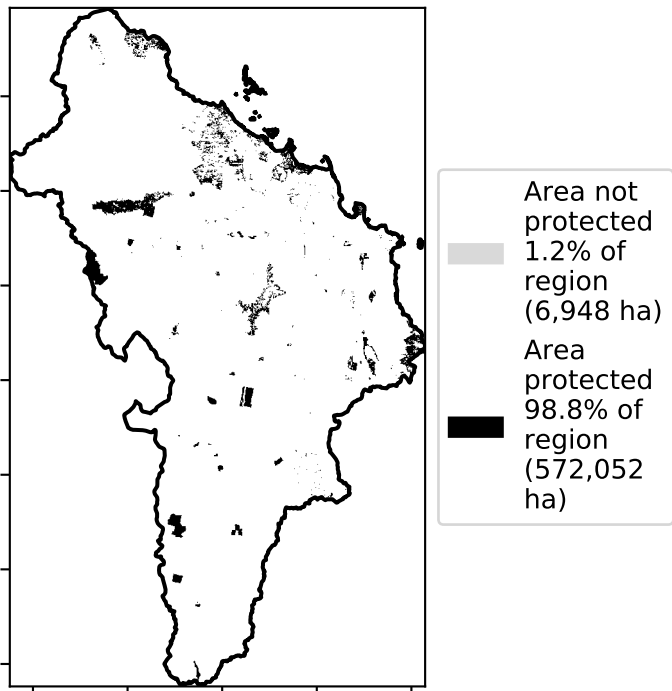 Area not
protected
1.2% of
region
(6,948 ha)
Area
protected
98.8% of
region
(572,052
ha)